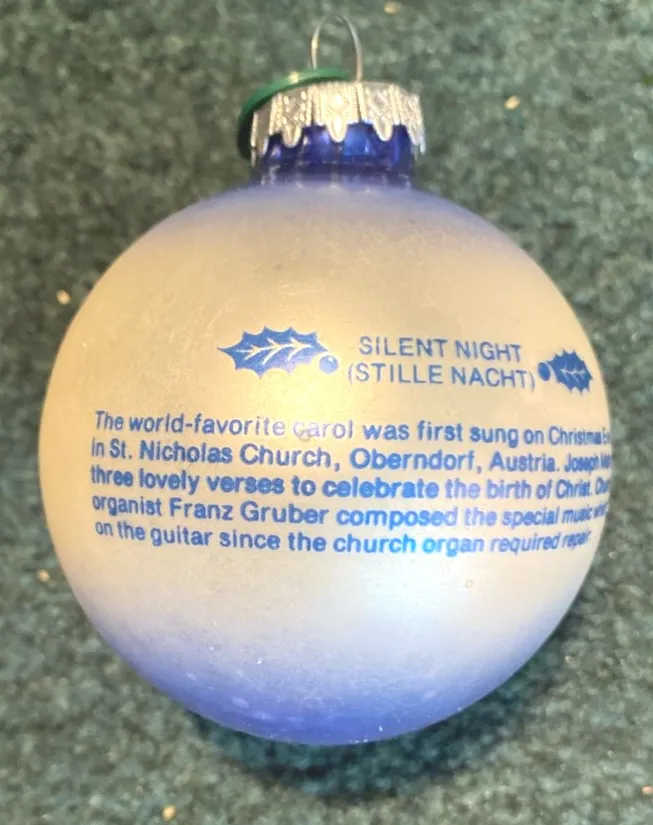 SILENT NIGHT
(STILLE NACHT)
The world-favorite carol was first sung on Christmas
in St. Nicholas Church, Oberndorf, Austria. Joseph
three lovely verses to celebrate the birth of Christ.
organist Franz Gruber composed the special music
on the guitar since the church organ required repair.